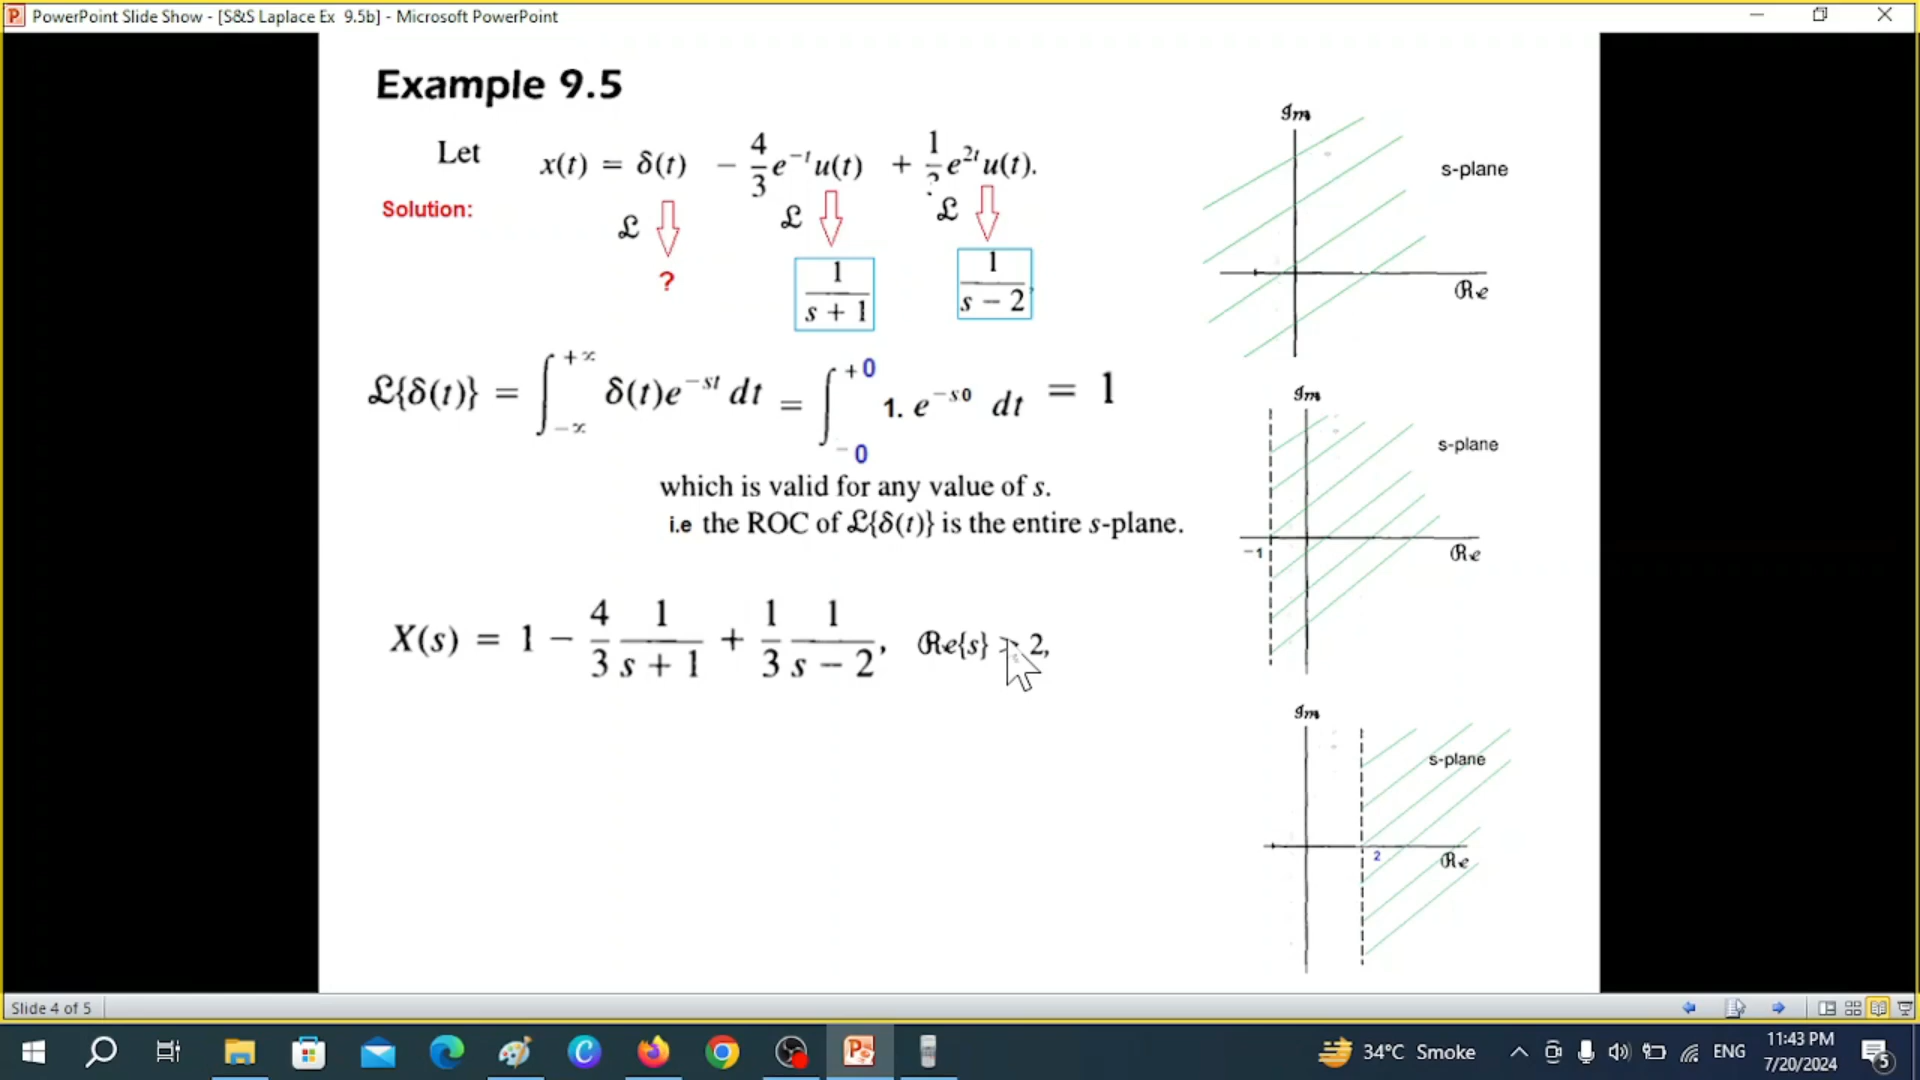 PowerPoint Slide Show - [S&S Laplace Ex 9.5b] - Microsoft PowerPoint
Example 9.5
Let x(t) = δ(t) − 4/3 e^{−t} u(t) + 1/3 e^{2t} u(t).
Solution:
ℒ ℒ ℒ
? 1/(s + 1) 1/(s − 2),
ℒ{δ(t)} = ∫_{−∞}^{+∞} δ(t)e^{−st} dt = ∫_{−0}^{+0} 1. e^{−s0} dt = 1
which is valid for any value of s.
i.e the ROC of ℒ{δ(t)} is the entire s-plane.
X(s) = 1 − 4/3 1/(s + 1) + 1/3 1/(s − 2), ℛe{s} > 2,
ℐm
s-plane
ℛe
ℐm
s-plane
−1
ℛe
ℐm
s-plane
2
ℛe
Slide 4 of 5
34°C Smoke
ENG
11:43 PM
7/20/2024
5